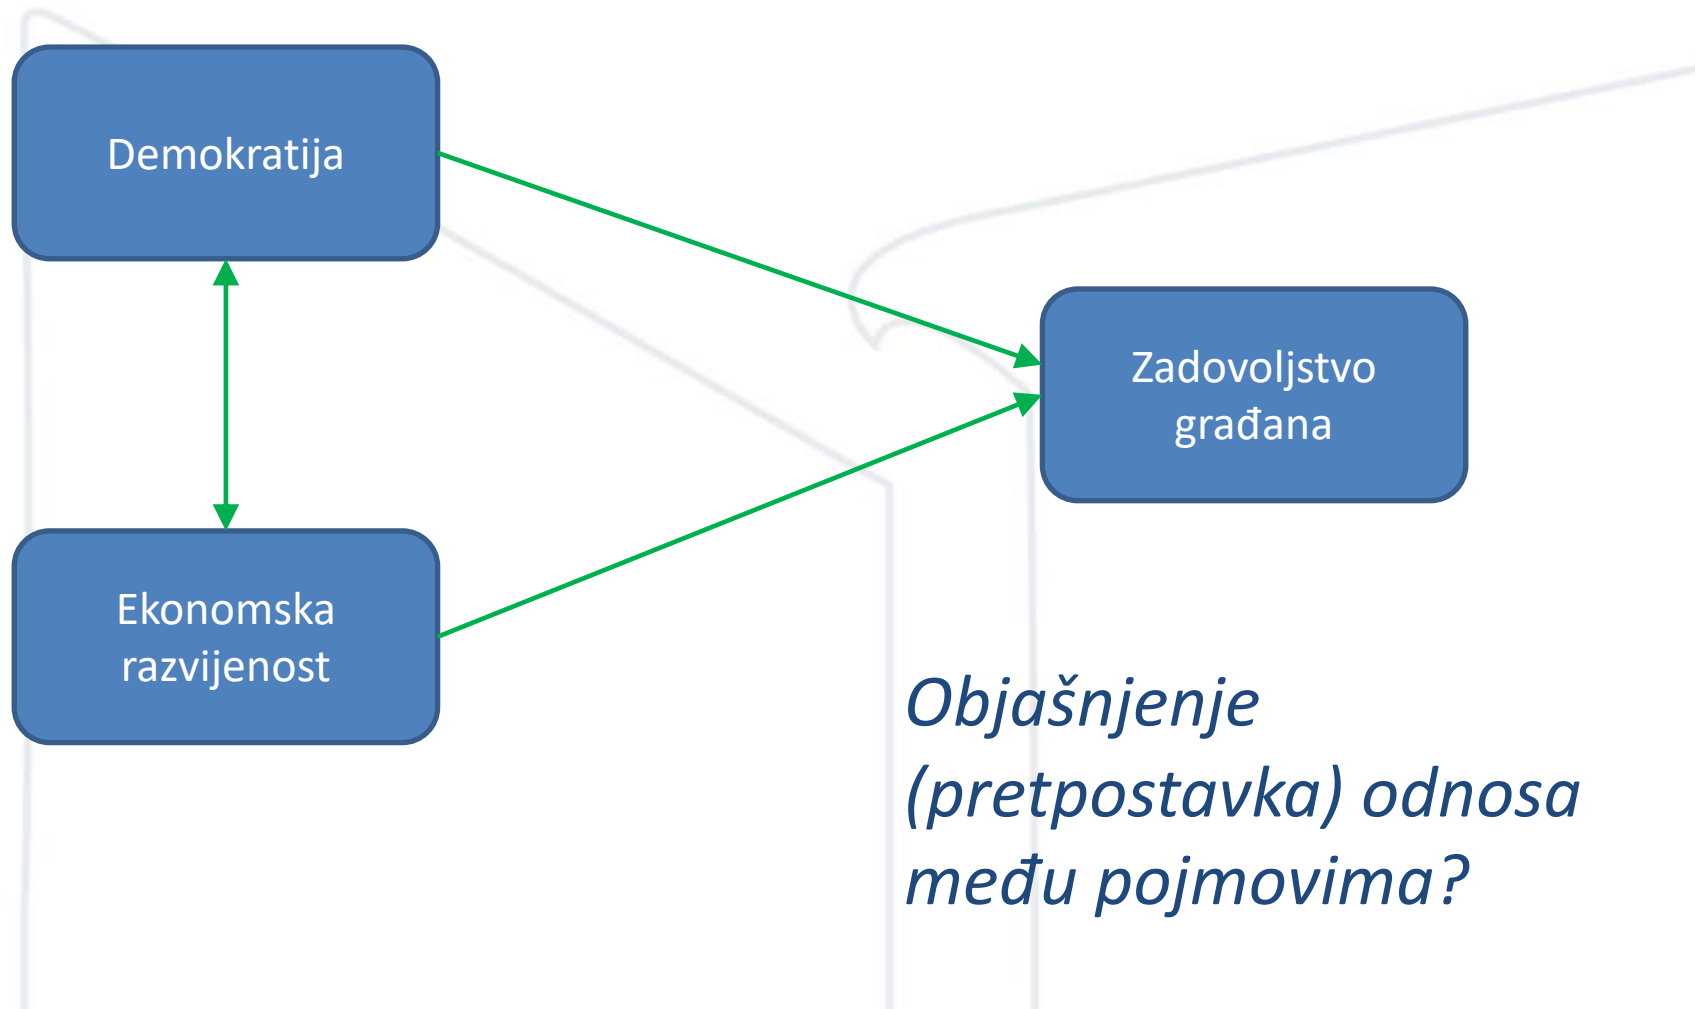 Demokratija
Zadovoljstvo
građana
Ekonomska
razvijenost
Objašnjenje
(pretpostavka) odnosa
među pojmovima?